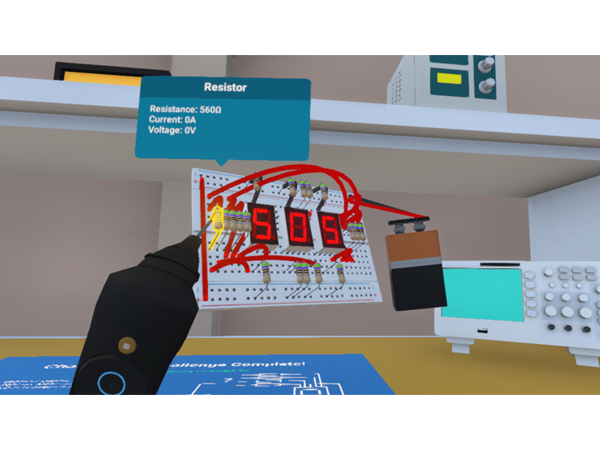 Resistor
Resistance: 560Ω
Current: 0A
Voltage: 0V
505
Challenge Complete!
?